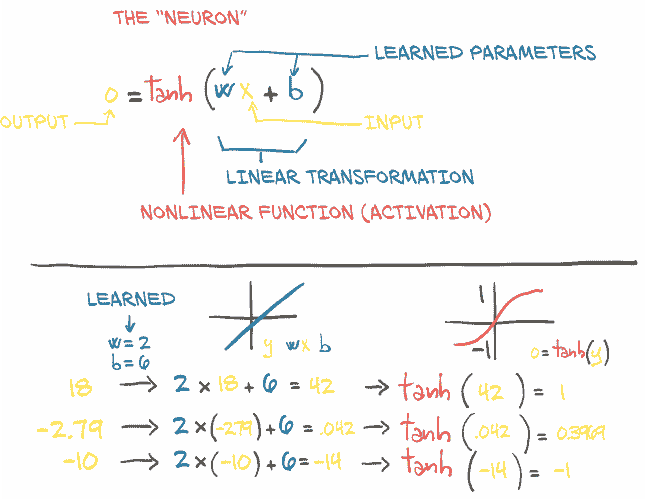 THE "NEURON"
LEARNED PARAMETERS
o = tanh (wx + b)
OUTPUT
INPUT
LINEAR TRANSFORMATION
NONLINEAR FUNCTION (ACTIVATION)
LEARNED
w=2
b=6
y wx b
1
-1
o=tanh(y)
18 → 2 × 18 + 6 = 42 → tanh (42) = 1
-2.79 → 2 ×(-279)+6 = .042 → tanh (.042) = 0.3969
-10 → 2 ×(-10)+6=-14 → tanh (-14) = -1